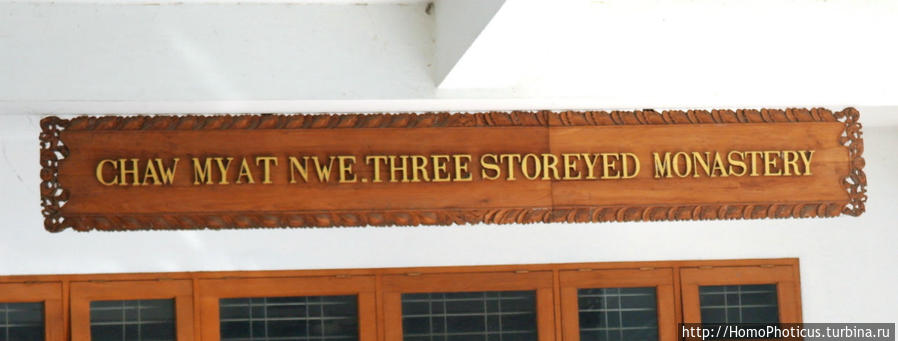 CHAW MYAT NWE.THREE STOREYED MONASTERY
http://HomoPhoticus.turbina.ru